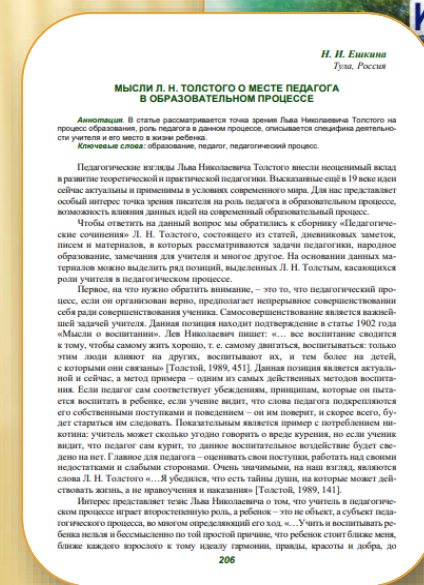 Н. И. Ешкина
Тула, Россия
МЫСЛИ Л. Н. ТОЛСТОГО О МЕСТЕ ПЕДАГОГА
В ОБРАЗОВАТЕЛЬНОМ ПРОЦЕССЕ
Аннотация. В статье рассматривается точка зрения Льва Николаевича Толстого на
процесс образования, роль педагога в данном процессе, описывается специфика деятельно-
сти учителя и его место в жизни ребенка.
Ключевые слова: образование, педагог, педагогический процесс.
Педагогические взгляды Льва Николаевича Толстого внесли неоценимый вклад
в развитие теоретической и практической педагогики. Высказанные ещё в 19 веке идеи
сейчас актуальны и применимы в условиях современного мира. Для нас представляет
особый интерес точка зрения писателя на роль педагога в образовательном процессе,
возможность влияния данных идей на современный образовательный процесс.
Чтобы ответить на данный вопрос мы обратились к сборнику «Педагогиче-
ские сочинения» Л. Н. Толстого, состоящего из статей, дневниковых заметок,
писем и материалов, в которых рассматриваются задачи педагогики, народное
образование, замечания для учителя и многое другое. На основании данных ма-
териалов можно выделить ряд позиций, выделенных Л. Н. Толстым, касающихся
роли учителя в педагогическом процессе.
Первое, на что нужно обратить внимание, – это то, что педагогический про-
цесс, если он организован верно, предполагает непрерывное совершенствовании
себя ради совершенствования ученика. Самосовершенствование является важней-
шей задачей учителя. Данная позиция находит подтверждение в статье 1902 года
«Мысли о воспитании». Лев Николаевич пишет: «… все воспитание сводится
к тому, чтобы самому жить хорошо, т. е. самому двигаться, воспитываться: только
этим люди влияют на других, воспитывают их, и тем более на детей,
с которыми они связаны» [Толстой, 1989, 451]. Данная позиция является актуаль-
ной и сейчас, а метод примера – одним из самых действенных методов воспита-
ния. Если педагог сам соответствует убеждениям, принципам, которые он пыта-
ется воспитать в ребенке, если учение видит, что слова педагога подкрепляются
его собственными поступками и поведением – он им поверит, и скорее всего, бу-
дет стараться им следовать. Показательным является пример с потреблением ни-
котина: учитель может сколько угодно говорить о вреде курения, но если ученик
видит, что педагог сам курит, то данное воспитательное воздействие будет све-
дено на нет. Главное для педагога – оценивать свои поступки, работать над своими
недостатками и слабыми сторонами. Очень значимыми, на наш взгляд, являются
слова Л. Н. Толстого «…Я убедился, что есть тайны души, на которые может дей-
ствовать жизнь, а не нравоучения и наказания» [Толстой, 1989, 141].
Интерес представляет тезис Льва Николаевича о том, что учитель в педагогиче-
ском процессе играет второстепенную роль, а ребенок – это не объект, а субъект педа-
гогического процесса, во многом определяющий его ход. «…Учить и воспитывать ре-
бенка нельзя и бессмысленно по той простой причине, что ребенок стоит ближе меня,
ближе каждого взрослого к тому идеалу гармонии, правды, красоты и добра, до
206